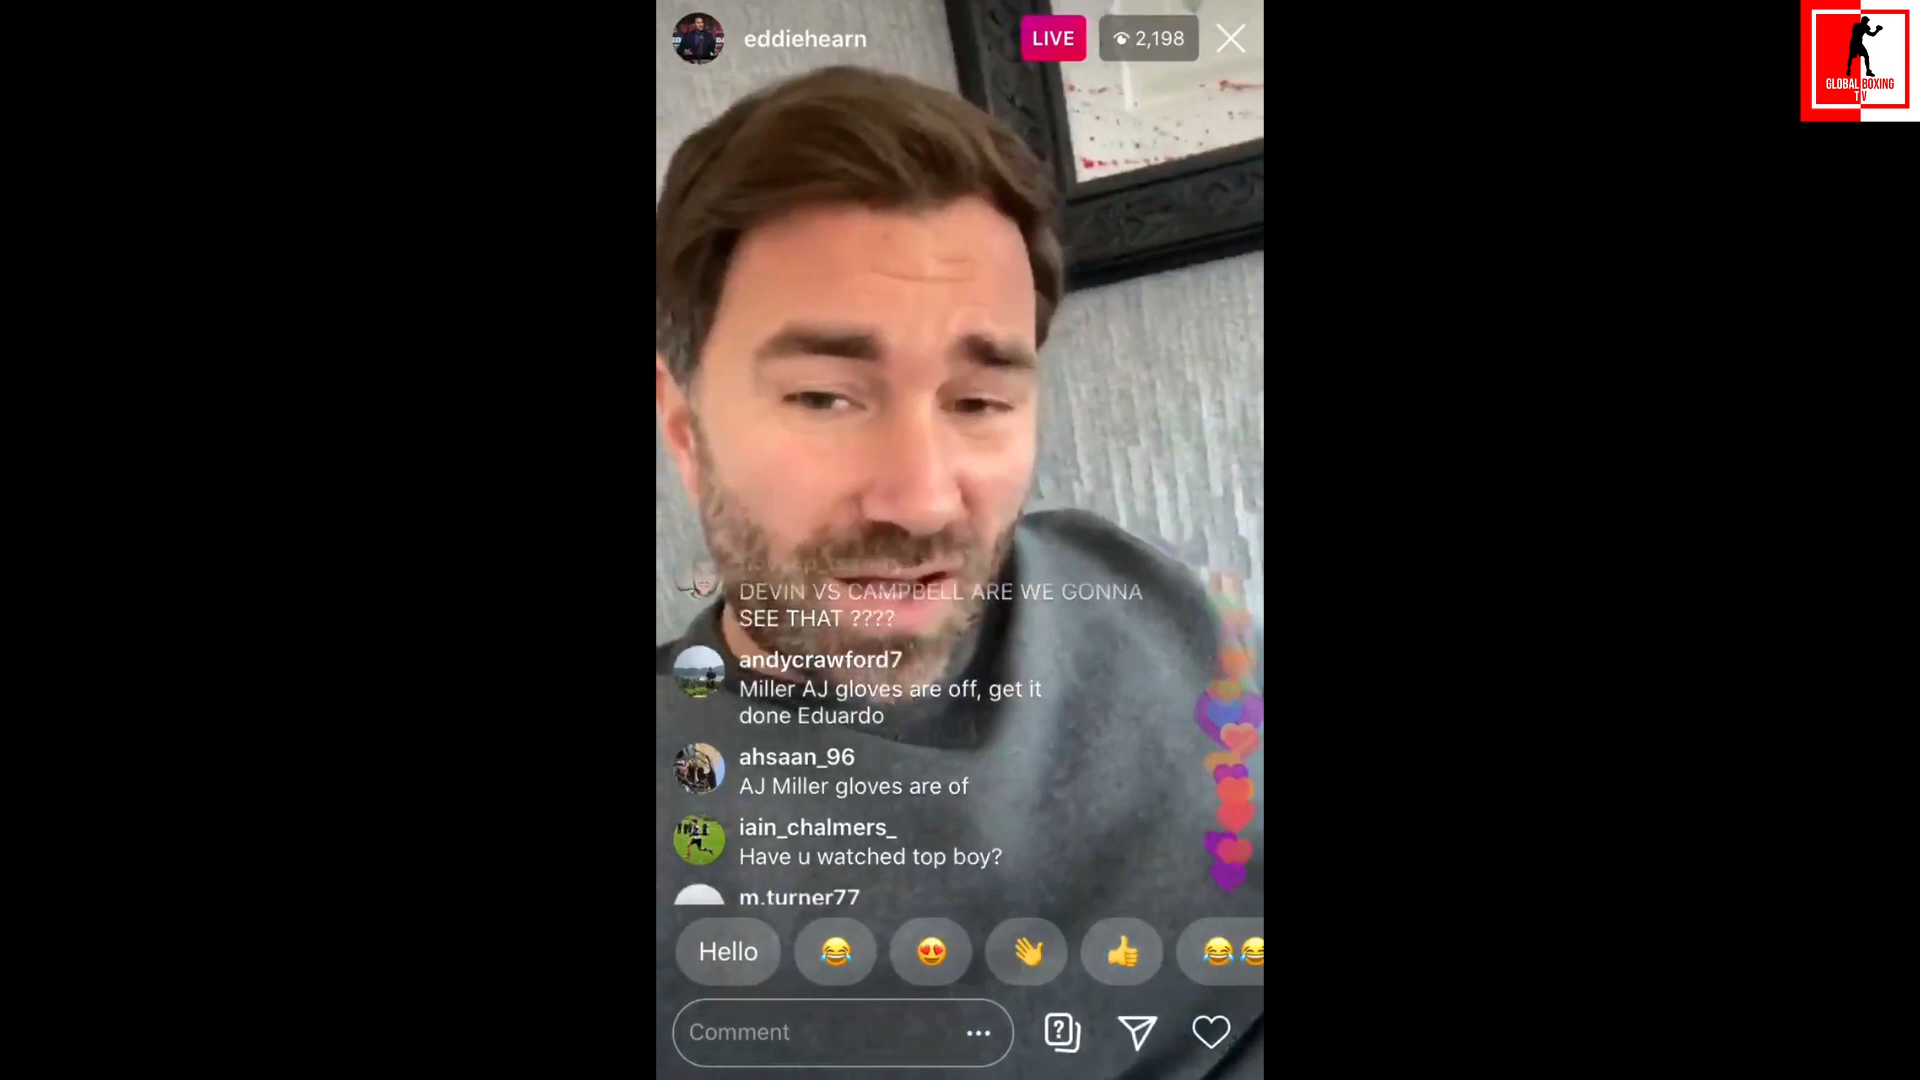 eddiehearn
LIVE
2,198
GLOBAL BOXING
TV
DEVIN VS CAMPBELL ARE WE GONNA
SEE THAT ????
andycrawford7
Miller AJ gloves are off, get it
done Eduardo
ahsaan_96
AJ Miller gloves are of
iain_chalmers_
Have u watched top boy?
m.turner77
Hello
Comment